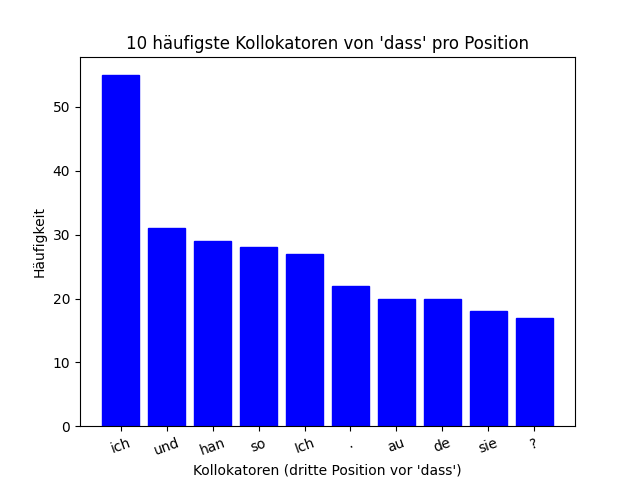 10 häufigste Kollokatoren von 'dass' pro Position
Häufigkeit
50
40
30
20
10
0
ich und han so Ich . au de sie ?
Kollokatoren (dritte Position vor 'dass')